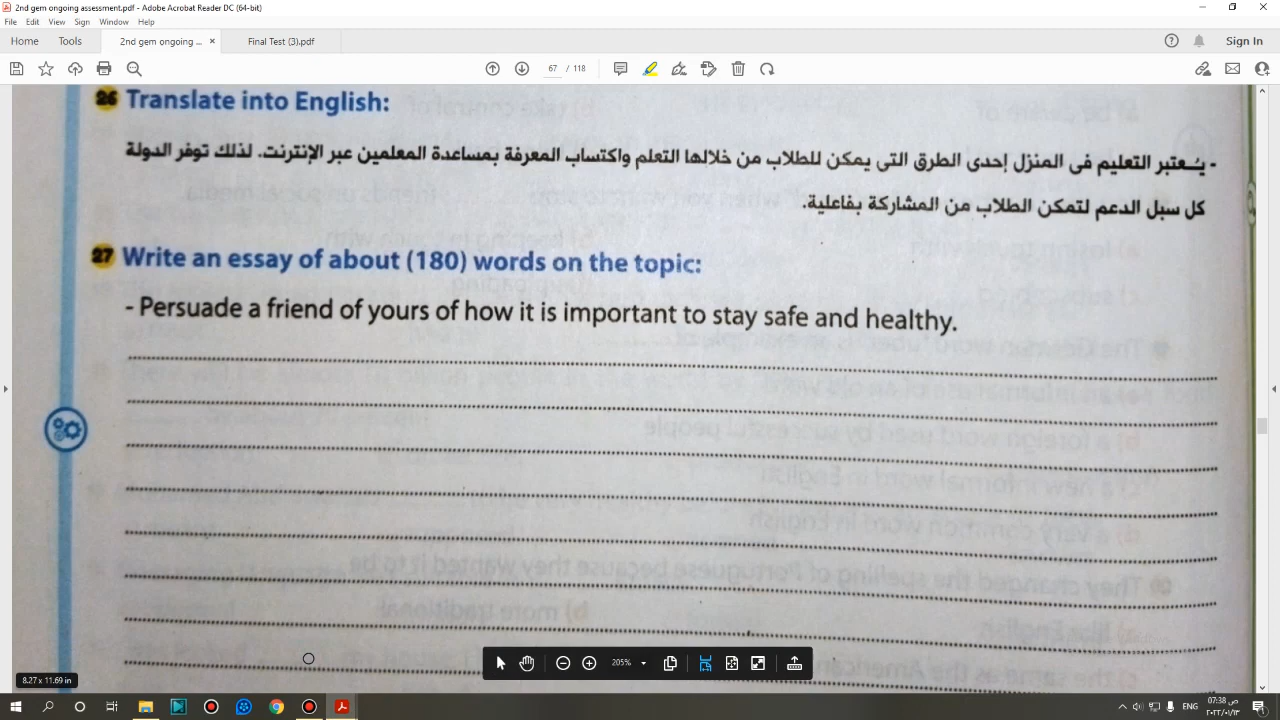 2nd gem ongoing assessment.pdf - Adobe Acrobat Reader DC (64-bit)
File Edit View Sign Window Help
Home Tools 2nd gem ongoing ... × Final Test (3).pdf Sign In
67 / 118
26 Translate into English:
- يُـعتبر التعليم فى المنزل إحدى الطرق التى يمكن للطلاب من خلالها التعلم واكتساب المعرفة بمساعدة المعلمين عبر الإنترنت. لذلك توفر الدولة
كل سبل الدعم لتمكن الطلاب من المشاركة بفاعلية.
27 Write an essay of about (180) words on the topic:
- Persuade a friend of yours of how it is important to stay safe and healthy.
205%
8.27 x 11.69 in
ENG
07:38 ص